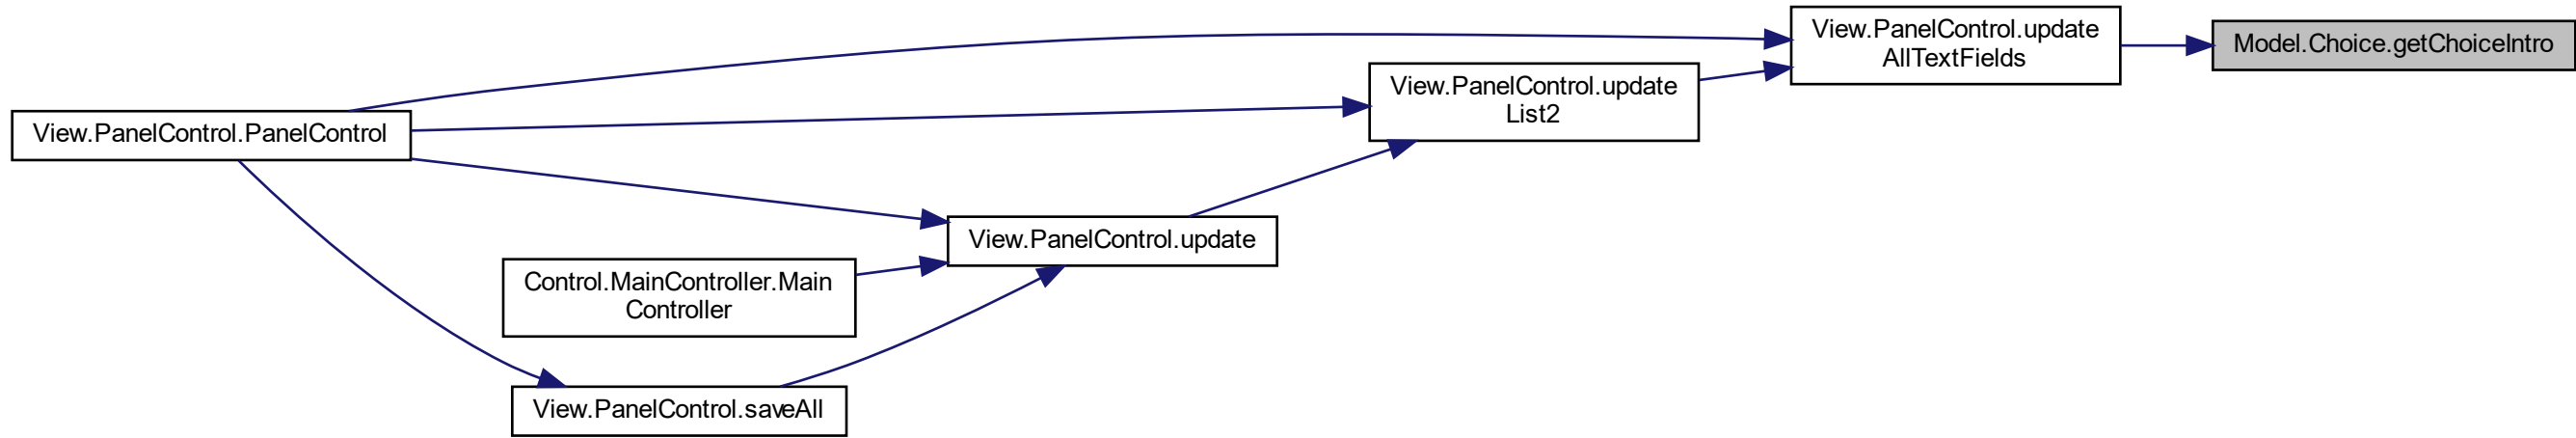 View.PanelControl.update
AllTextFields
Model.Choice.getChoiceIntro
View.PanelControl.update
List2
View.PanelControl.PanelControl
View.PanelControl.update
Control.MainController.Main
Controller
View.PanelControl.saveAll